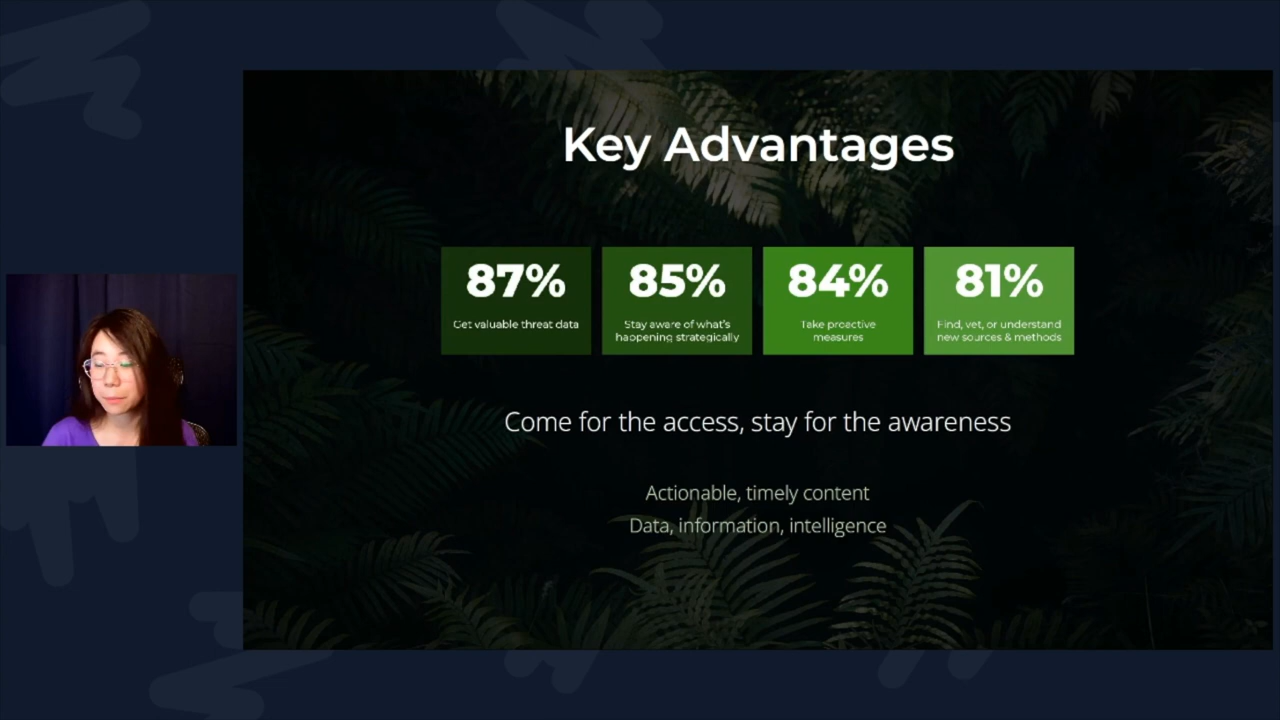 Key Advantages
87%
Get valuable threat data
85%
Stay aware of what's
happening strategically
84%
Take proactive
measures
81%
Find, vet, or understand
new sources & methods
Come for the access, stay for the awareness
Actionable, timely content
Data, information, intelligence